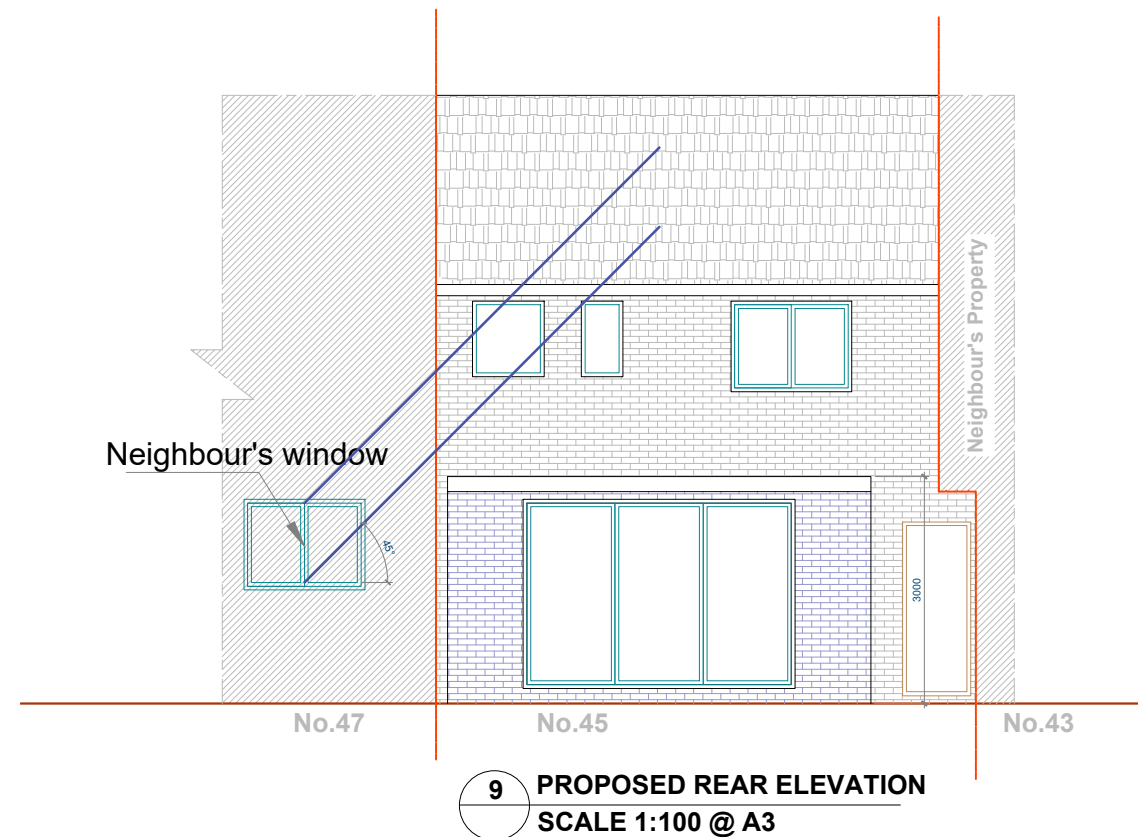 Neighbour's Property
Neighbour's window
45°
3000
No.47
No.45
No.43
9
PROPOSED REAR ELEVATION
SCALE 1:100 @ A3